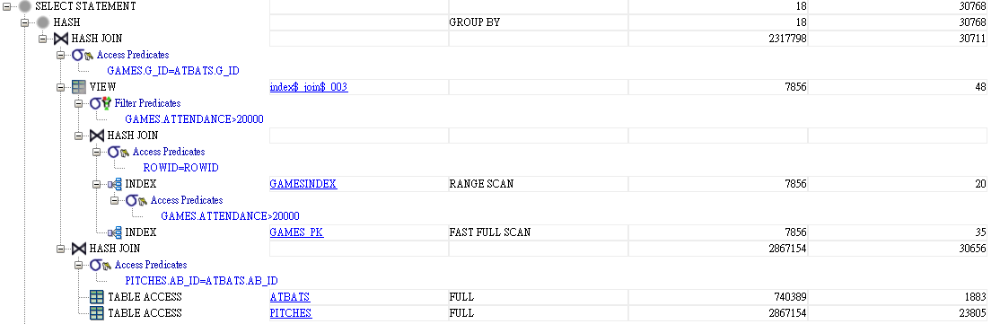 SELECT STATEMENT 18 30768
HASH GROUP BY 18 30768
HASH JOIN 2317798 30711
Access Predicates
GAMES.G_ID=ATBATS.G_ID
VIEW index$_join$_003 7856 48
Filter Predicates
GAMES.ATTENDANCE>20000
HASH JOIN
Access Predicates
ROWID=ROWID
INDEX GAMESINDEX RANGE SCAN 7856 20
Access Predicates
GAMES.ATTENDANCE>20000
INDEX GAMES_PK FAST FULL SCAN 7856 35
HASH JOIN 2867154 30656
Access Predicates
PITCHES.AB_ID=ATBATS.AB_ID
TABLE ACCESS ATBATS FULL 740389 1883
TABLE ACCESS PITCHES FULL 2867154 23805